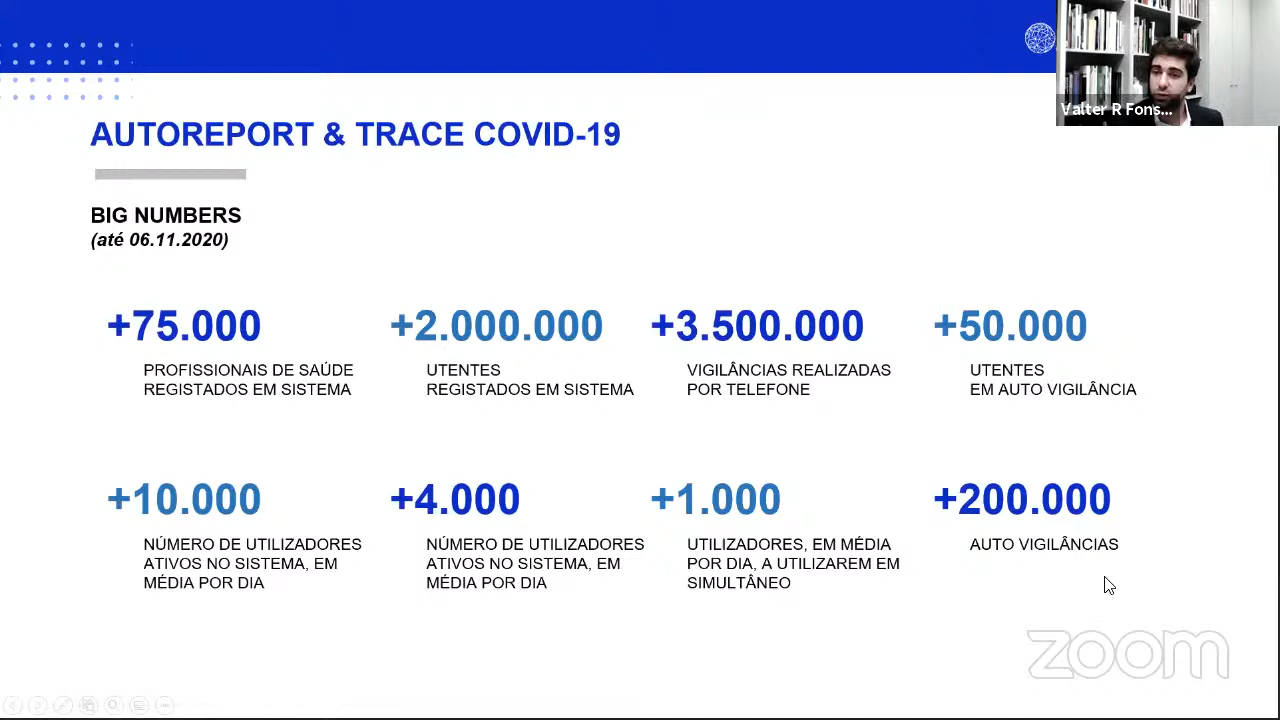 Valter R Fons...
AUTOREPORT & TRACE COVID-19
BIG NUMBERS
(até 06.11.2020)
+75.000
PROFISSIONAIS DE SAÚDE
REGISTADOS EM SISTEMA
+2.000.000
UTENTES
REGISTADOS EM SISTEMA
+3.500.000
VIGILÂNCIAS REALIZADAS
POR TELEFONE
+50.000
UTENTES
EM AUTO VIGILÂNCIA
+10.000
NÚMERO DE UTILIZADORES
ATIVOS NO SISTEMA, EM
MÉDIA POR DIA
+4.000
NÚMERO DE UTILIZADORES
ATIVOS NO SISTEMA, EM
MÉDIA POR DIA
+1.000
UTILIZADORES, EM MÉDIA
POR DIA, A UTILIZAREM EM
SIMULTÂNEO
+200.000
AUTO VIGILÂNCIAS
zoom